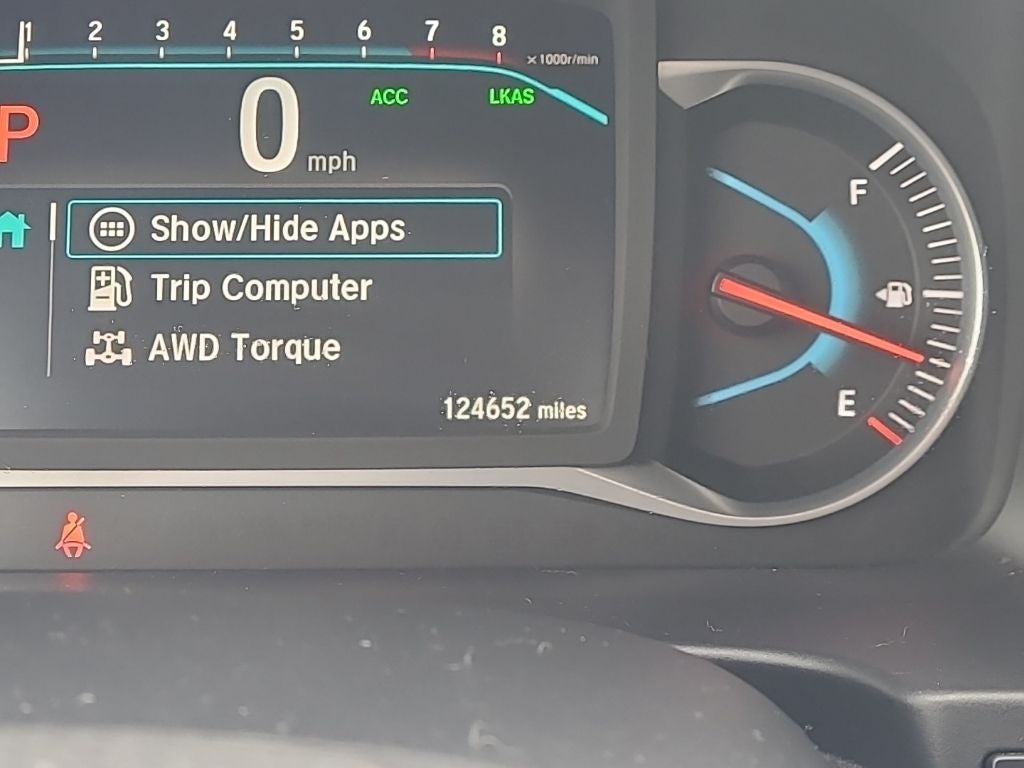 1 2 3 4 5 6 7 8 x1000r/min
P 0 mph ACC LKAS
Show/Hide Apps
Trip Computer
AWD Torque
124652 miles
F
E